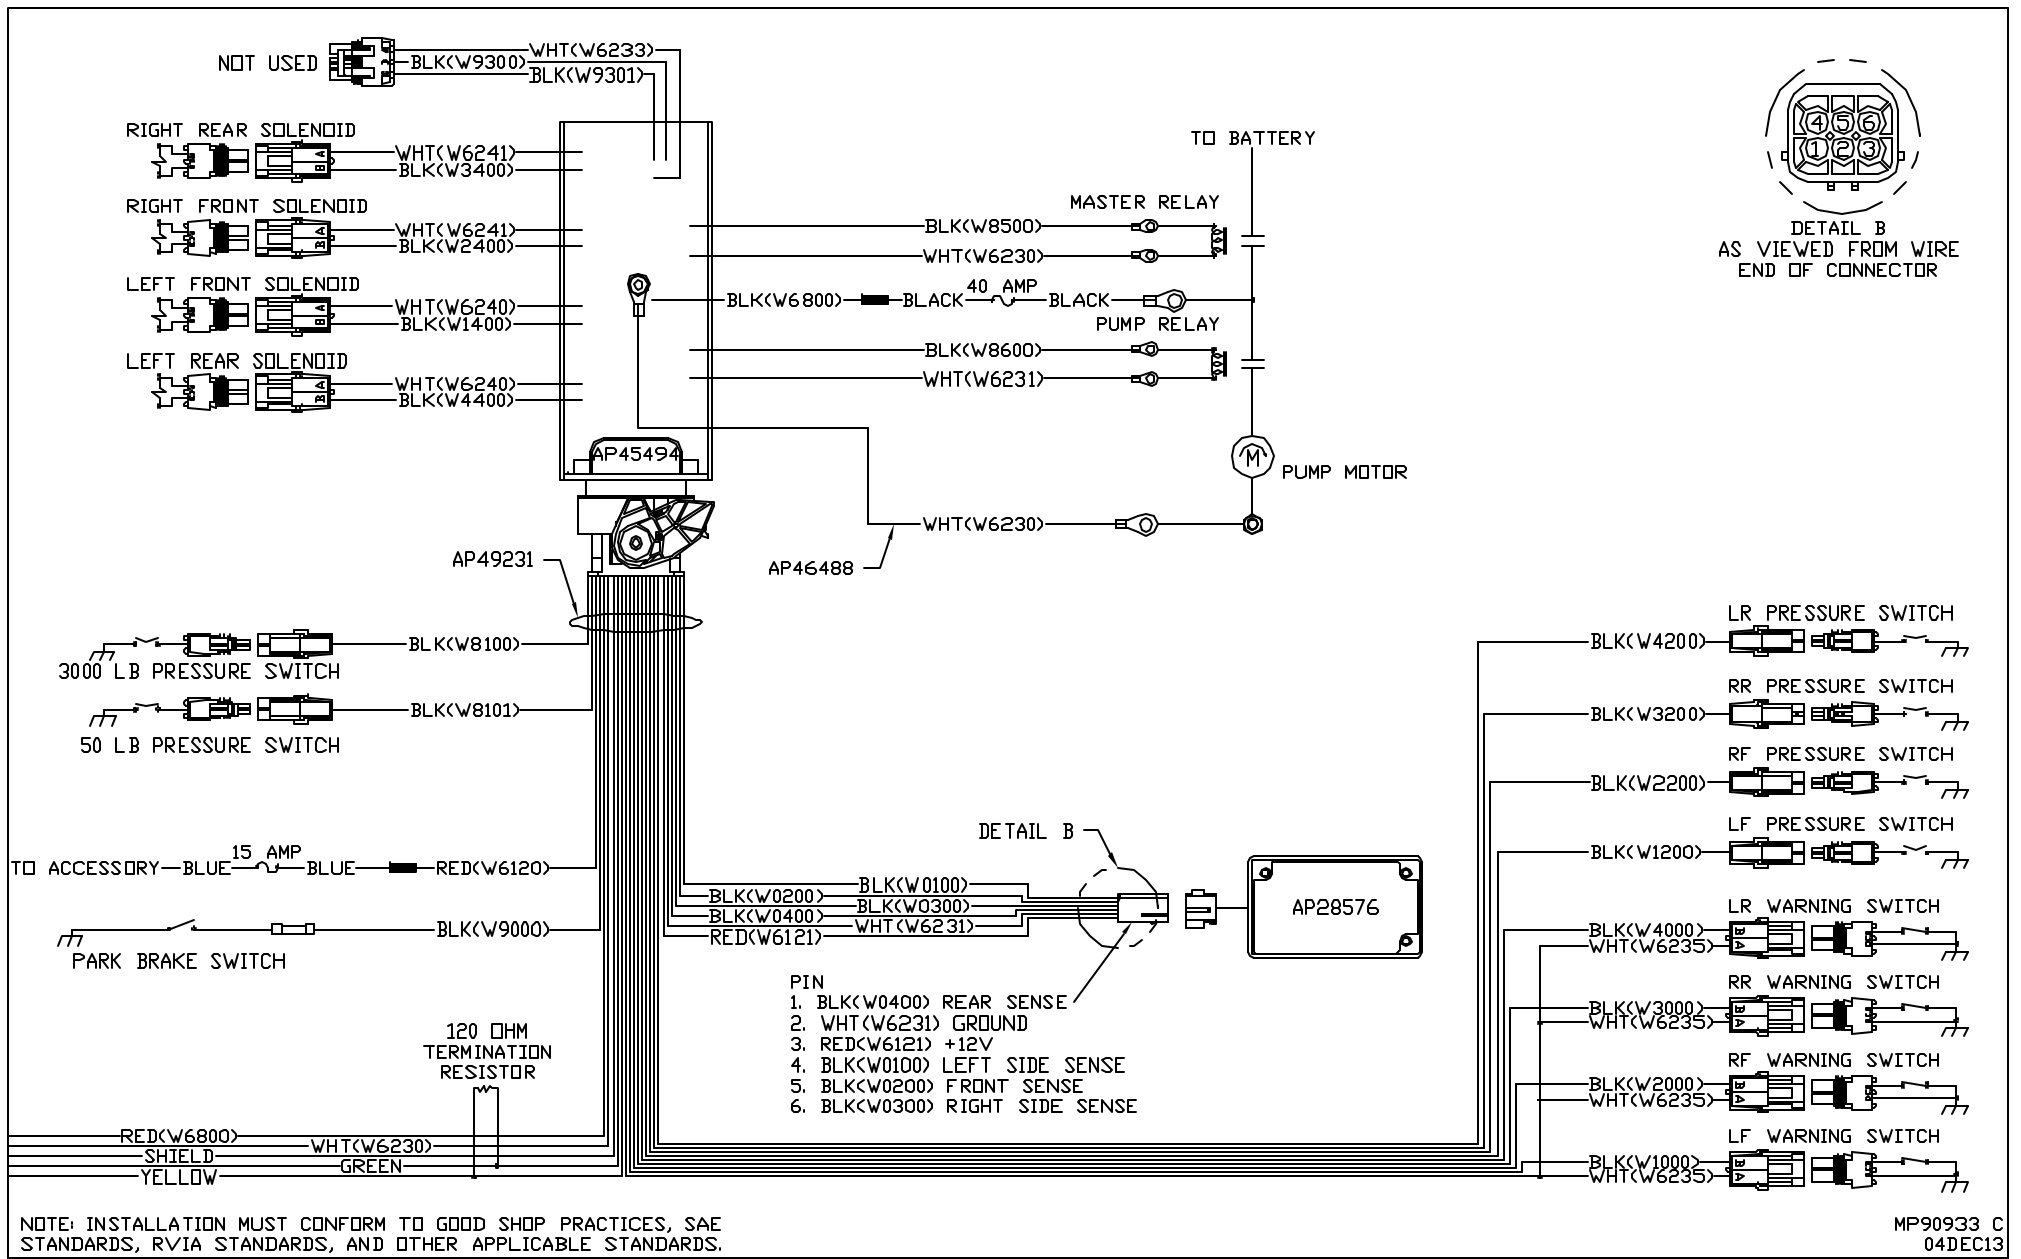 NOT USED
WHT(W6233)
BLK(W9300)
BLK(W9301)
RIGHT REAR SOLENOID
A
B
WHT(W6241)
BLK(W3400)
RIGHT FRONT SOLENOID
A
B
WHT(W6241)
BLK(W2400)
LEFT FRONT SOLENOID
A
B
WHT(W6240)
BLK(W1400)
LEFT REAR SOLENOID
A
B
WHT(W6240)
BLK(W4400)
AP45494
TO BATTERY
MASTER RELAY
BLK(W8500)
WHT(W6230)
BLK(W6800) BLACK 40 AMP BLACK
PUMP RELAY
BLK(W8600)
WHT(W6231)
M
PUMP MOTOR
WHT(W6230)
AP46488
AP49231
4 5 6
1 2 3
DETAIL B
AS VIEWED FROM WIRE
END OF CONNECTOR
BLK(W8100)
3000 LB PRESSURE SWITCH
BLK(W8101)
50 LB PRESSURE SWITCH
15 AMP
TO ACCESSORY BLUE BLUE RED(W6120)
BLK(W9000)
PARK BRAKE SWITCH
120 OHM
TERMINATION
RESISTOR
RED(W6800)
WHT(W6230)
SHIELD
GREEN
YELLOW
DETAIL B
BLK(W0100)
BLK(W0200)
BLK(W0300)
BLK(W0400)
WHT(W6231)
RED(W6121)
AP28576
PIN
1. BLK(W0400) REAR SENSE
2. WHT(W6231) GROUND
3. RED(W6121) +12V
4. BLK(W0100) LEFT SIDE SENSE
5. BLK(W0200) FRONT SENSE
6. BLK(W0300) RIGHT SIDE SENSE
LR PRESSURE SWITCH
BLK(W4200)
RR PRESSURE SWITCH
BLK(W3200)
RF PRESSURE SWITCH
BLK(W2200)
LF PRESSURE SWITCH
BLK(W1200)
LR WARNING SWITCH
BLK(W4000) B
WHT(W6235) A
RR WARNING SWITCH
BLK(W3000) B
WHT(W6235) A
RF WARNING SWITCH
BLK(W2000) B
WHT(W6235) A
LF WARNING SWITCH
BLK(W1000) B
WHT(W6235) A
NOTE: INSTALLATION MUST CONFORM TO GOOD SHOP PRACTICES, SAE
STANDARDS, RVIA STANDARDS, AND OTHER APPLICABLE STANDARDS.
MP90933 C
04DEC13